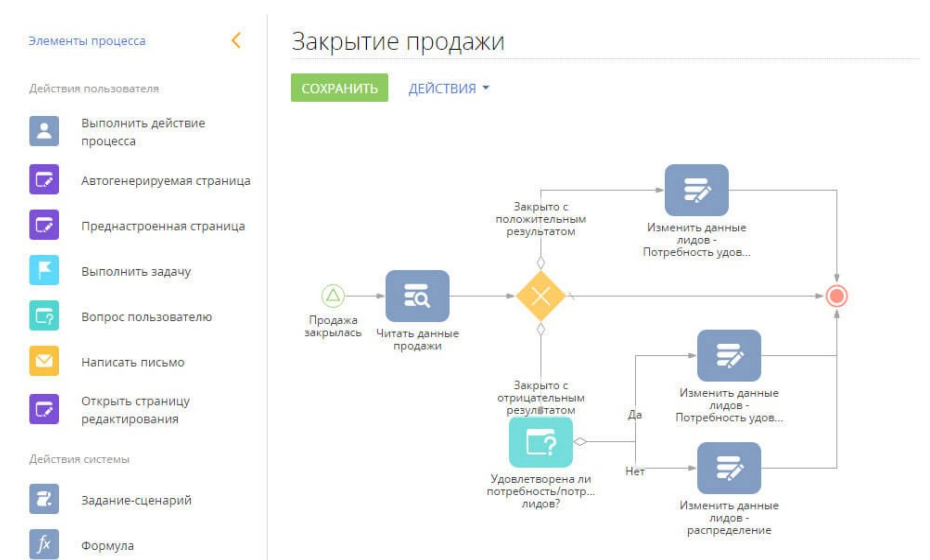 Элементы процесса
Действия пользователя
Выполнить действие
процесса
Автогенерируемая страница
Преднастроенная страница
Выполнить задачу
Вопрос пользователю
Написать письмо
Открыть страницу
редактирования
Действия системы
Задание-сценарий
fx
Формула
Закрытие продажи
СОХРАНИТЬ ДЕЙСТВИЯ
Закрыто с
положительным
результатом
Изменить данные
лидов -
Потребность удов...
Продажа
закрылась
Читать данные
продажи
Закрыто с
отрицательным
результатом
Да
Изменить данные
лидов -
Потребность удов...
Удовлетворена ли
потребность/потр...
лидов?
Нет
Изменить данные
лидов -
распределение